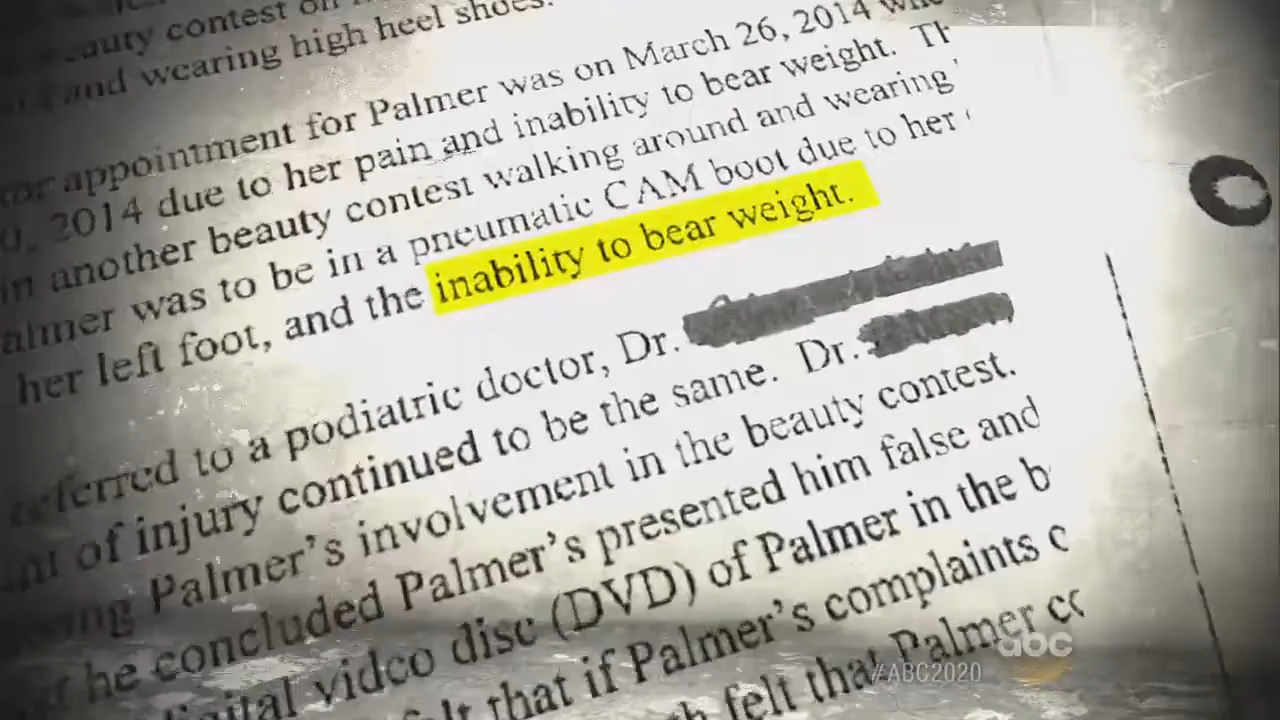 beauty contest on
and wearing high heel shoes.
appointment for Palmer was on March 26, 2014
2014 due to her pain and inability to bear weight.
in another beauty contest walking around and wearing
almer was to be in a pneumatic CAM boot due to her
her left foot, and the inability to bear weight.
eferred to a podiatric doctor, Dr.
of injury continued to be the same. Dr.
Palmer's involvement in the beauty contest.
he concluded Palmer's presented him false and
digital video disc (DVD) of Palmer in the b
that if Palmer's complaints c
felt that Palmer co
abc
#ABC2020